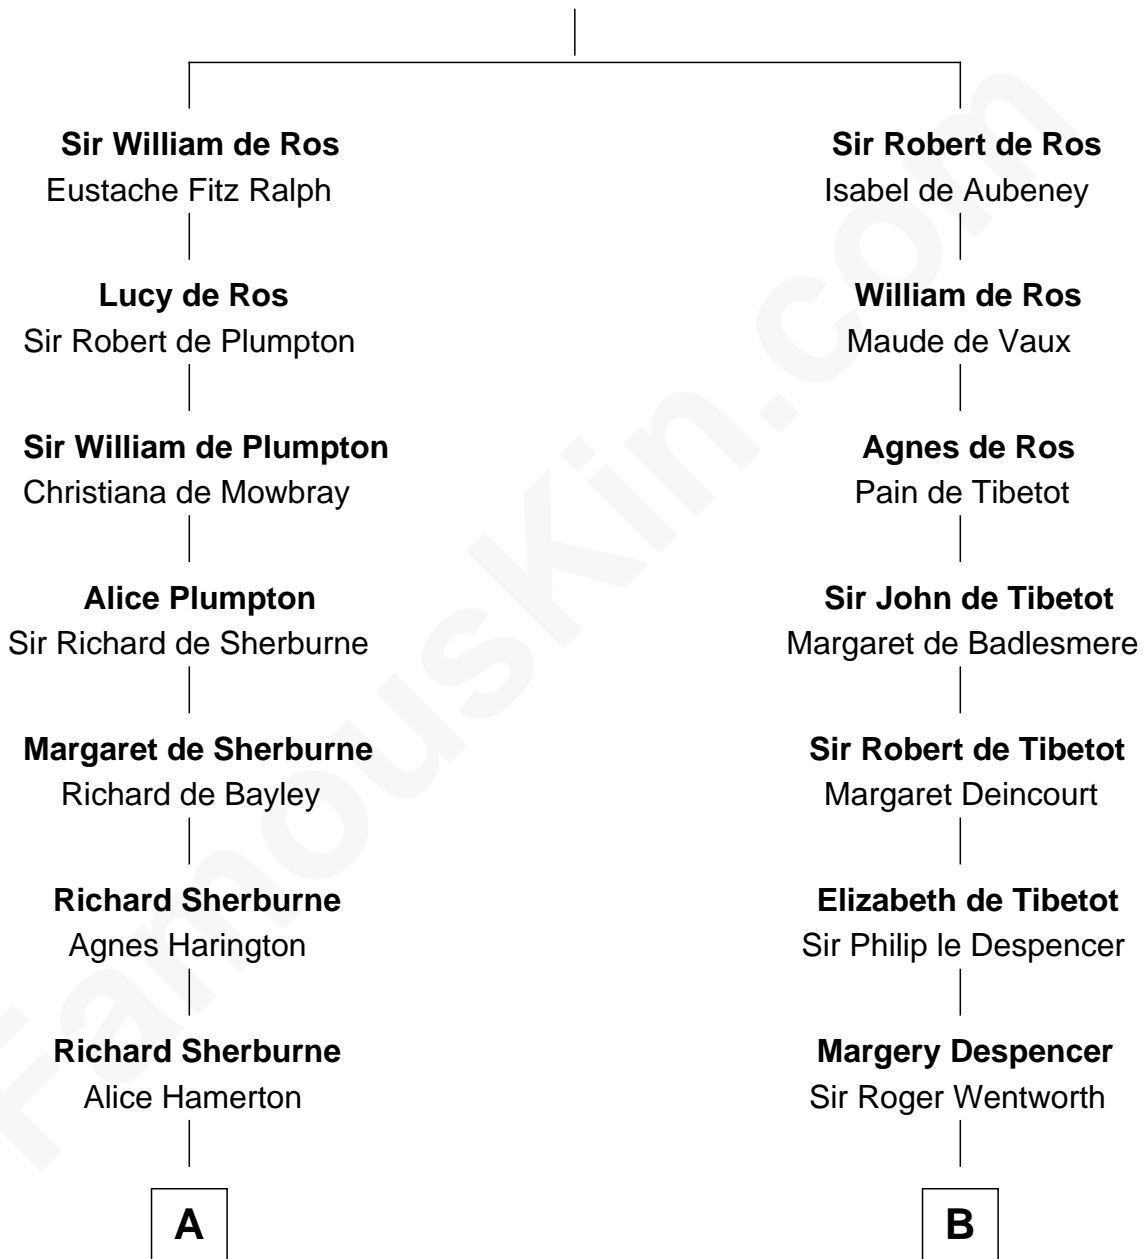 Sir William de Ros
Eustache Fitz Ralph
Lucy de Ros
Sir Robert de Plumpton
Sir William de Plumpton
Christiana de Mowbray
Alice Plumpton
Sir Richard de Sherburne
Margaret de Sherburne
Richard de Bayley
Richard Sherburne
Agnes Harington
Richard Sherburne
Alice Hamerton
A
Sir Robert de Ros
Isabel de Aubeney
William de Ros
Maude de Vaux
Agnes de Ros
Pain de Tibetot
Sir John de Tibetot
Margaret de Badlesmere
Sir Robert de Tibetot
Margaret Deincourt
Elizabeth de Tibetot
Sir Philip le Despencer
Margery Despencer
Sir Roger Wentworth
B
FamousKin.com